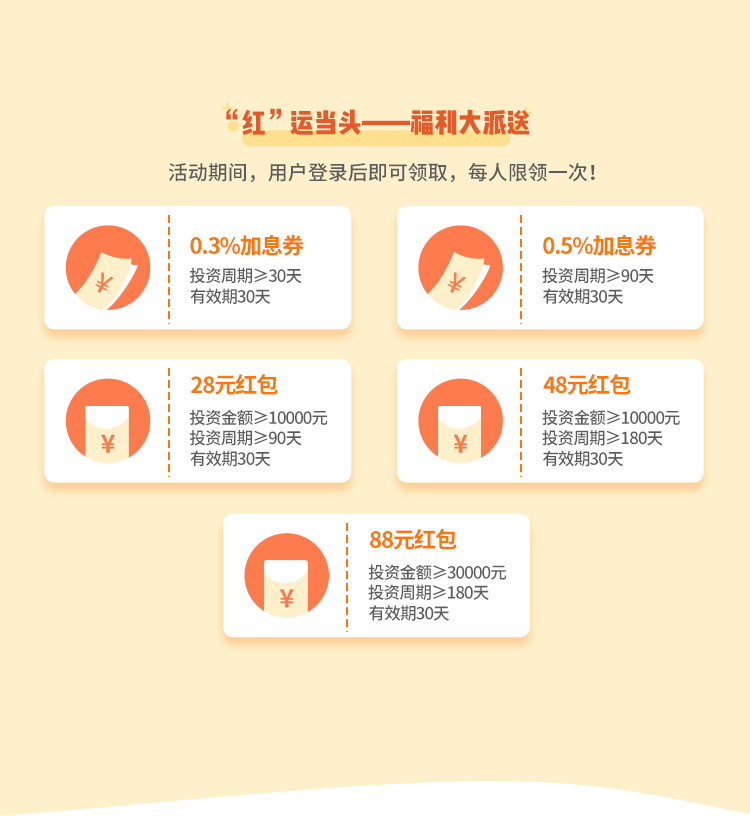 “红”运当头——福利大派送
活动期间，用户登录后即可领取，每人限领一次！
¥
0.3%加息券
投资周期≥30天
有效期30天
¥
0.5%加息券
投资周期≥90天
有效期30天
¥
28元红包
投资金额≥10000元
投资周期≥90天
有效期30天
¥
48元红包
投资金额≥10000元
投资周期≥180天
有效期30天
¥
88元红包
投资金额≥30000元
投资周期≥180天
有效期30天